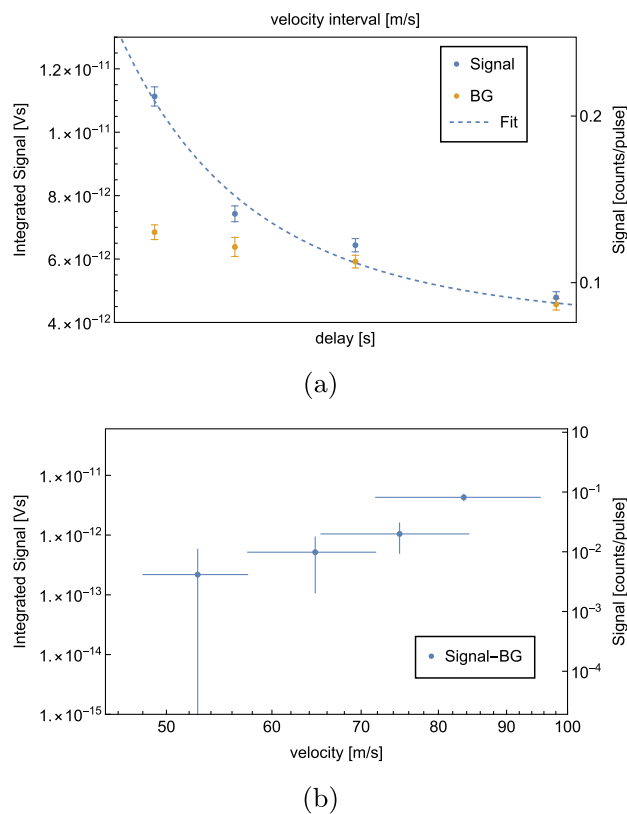 velocity interval [m/s]
Integrated Signal [Vs]
1.2×10⁻¹¹
1.×10⁻¹¹
8.×10⁻¹²
6.×10⁻¹²
4.×10⁻¹²
Signal
BG
Fit
0.2
0.1
Signal [counts/pulse]
delay [s]
(a)
Integrated Signal [Vs]
1.×10⁻¹¹
1.×10⁻¹²
1.×10⁻¹³
1.×10⁻¹⁴
1.×10⁻¹⁵
10
10⁻¹
10⁻²
10⁻³
10⁻⁴
Signal [counts/pulse]
Signal−BG
50 60 70 80 90 100
velocity [m/s]
(b)